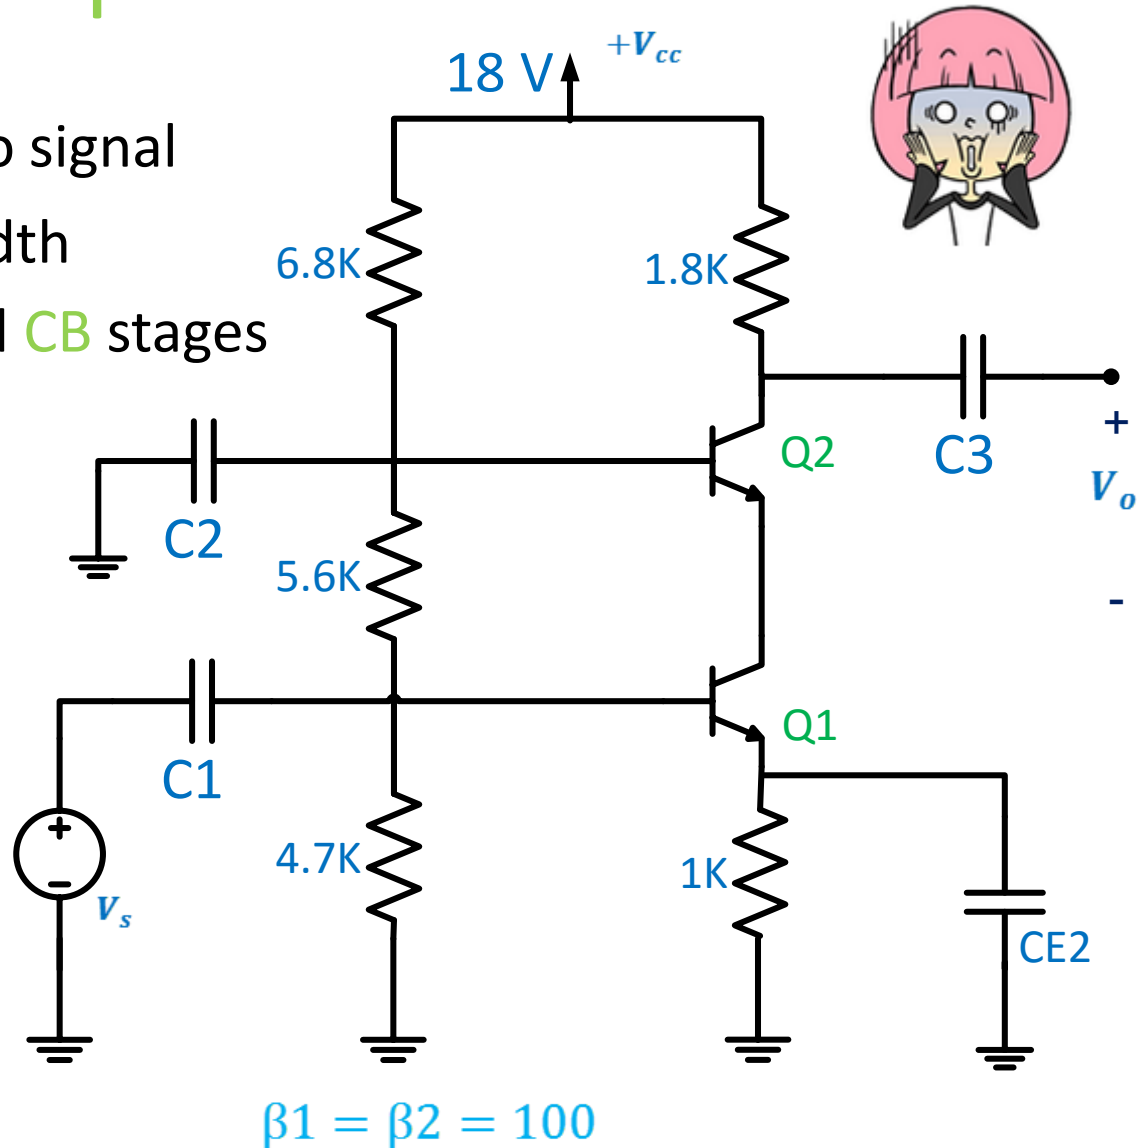 18 V
+Vcc
o signal
dth
l CB stages
6.8K
1.8K
Q2
C3
+
Vo
-
C2
5.6K
Q1
C1
4.7K
1K
+
−
Vs
CE2
β1 = β2 = 100